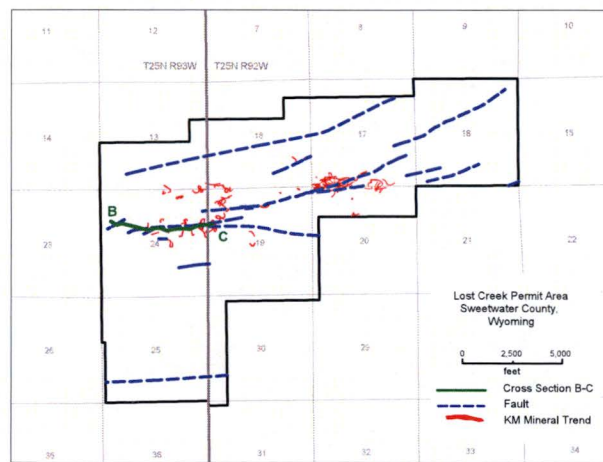 11 12 7 8 9 10
T25N R93W T25N R92W
14 13 18 17 16 15
B
23 24 C 19 20 21 22
26 25 30 29
35 36 31 32 33
Lost Creek Permit Area
Sweetwater County,
Wyoming
0 2,500 5,000
feet
Cross Section B-C
Fault
KM Mineral Trend